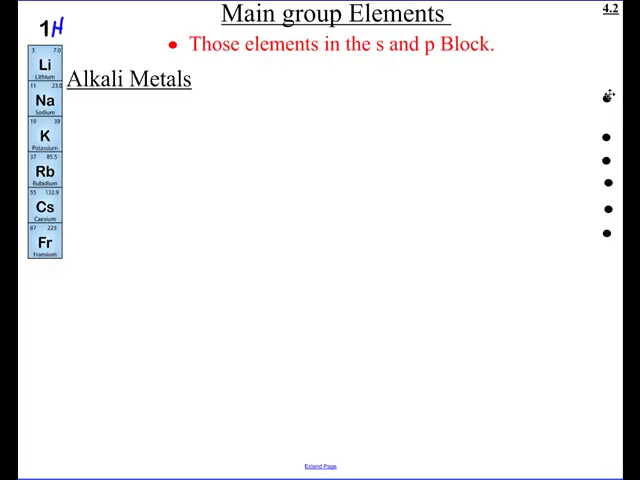 Main group Elements
4.2
1H
• Those elements in the s and p Block.
Alkali Metals
3 7.0
Li
Lithium
11 23.0
Na
Sodium
19 39
K
Potassium
37 85.5
Rb
Rubidium
55 132.9
Cs
Caesium
87 223
Fr
Fransium
Extend Page